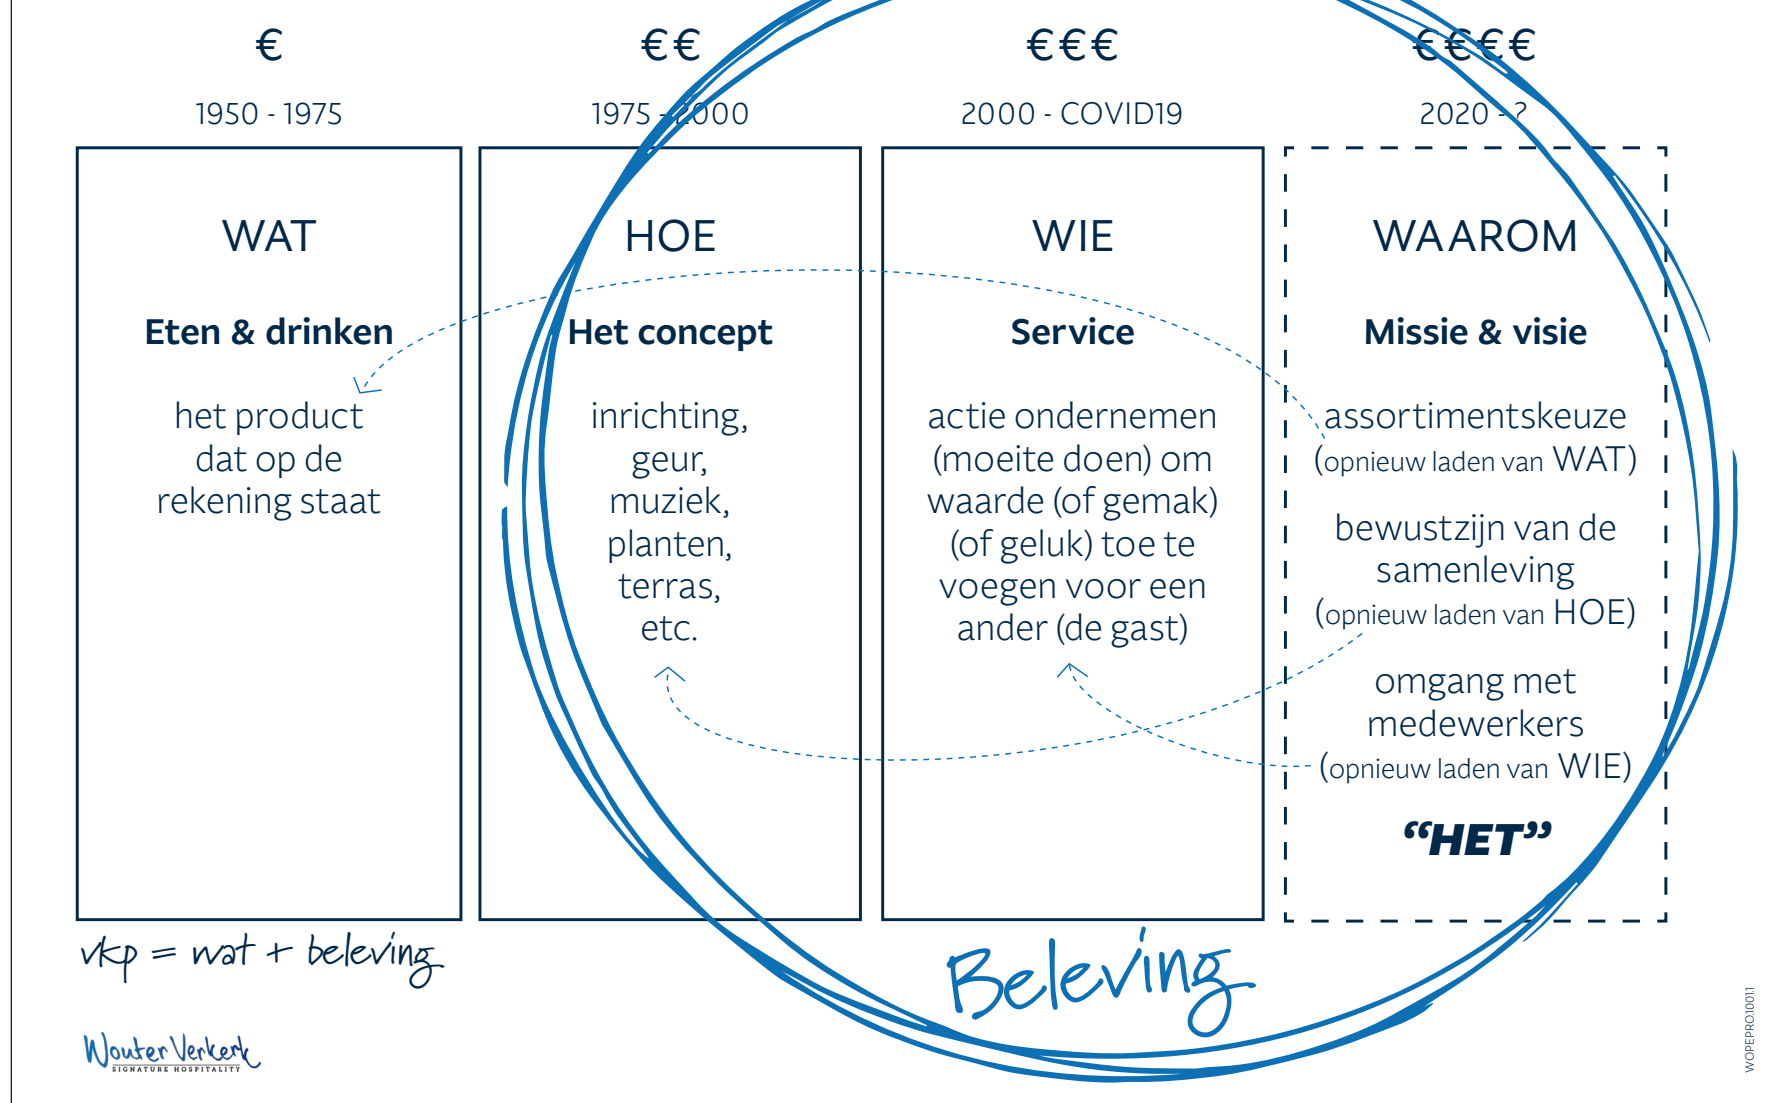 €
1950 - 1975
WAT
Eten & drinken
het product
dat op de
rekening staat
€€
1975 - 2000
HOE
Het concept
inrichting,
geur,
muziek,
planten,
terras,
etc.
€€€
2000 - COVID19
WIE
Service
actie ondernemen
(moeite doen) om
waarde (of gemak)
(of geluk) toe te
voegen voor een
ander (de gast)
€€€€
2020 - ?
WAAROM
Missie & visie
assortimentskeuze
(opnieuw laden van WAT)
bewustzijn van de
samenleving
(opnieuw laden van HOE)
omgang met
medewerkers
(opnieuw laden van WIE)
“HET”
vkp = wat + beleving
Beleving
Wouter Verkerk
SIGNATURE HOSPITALITY
WOPEPRO10011